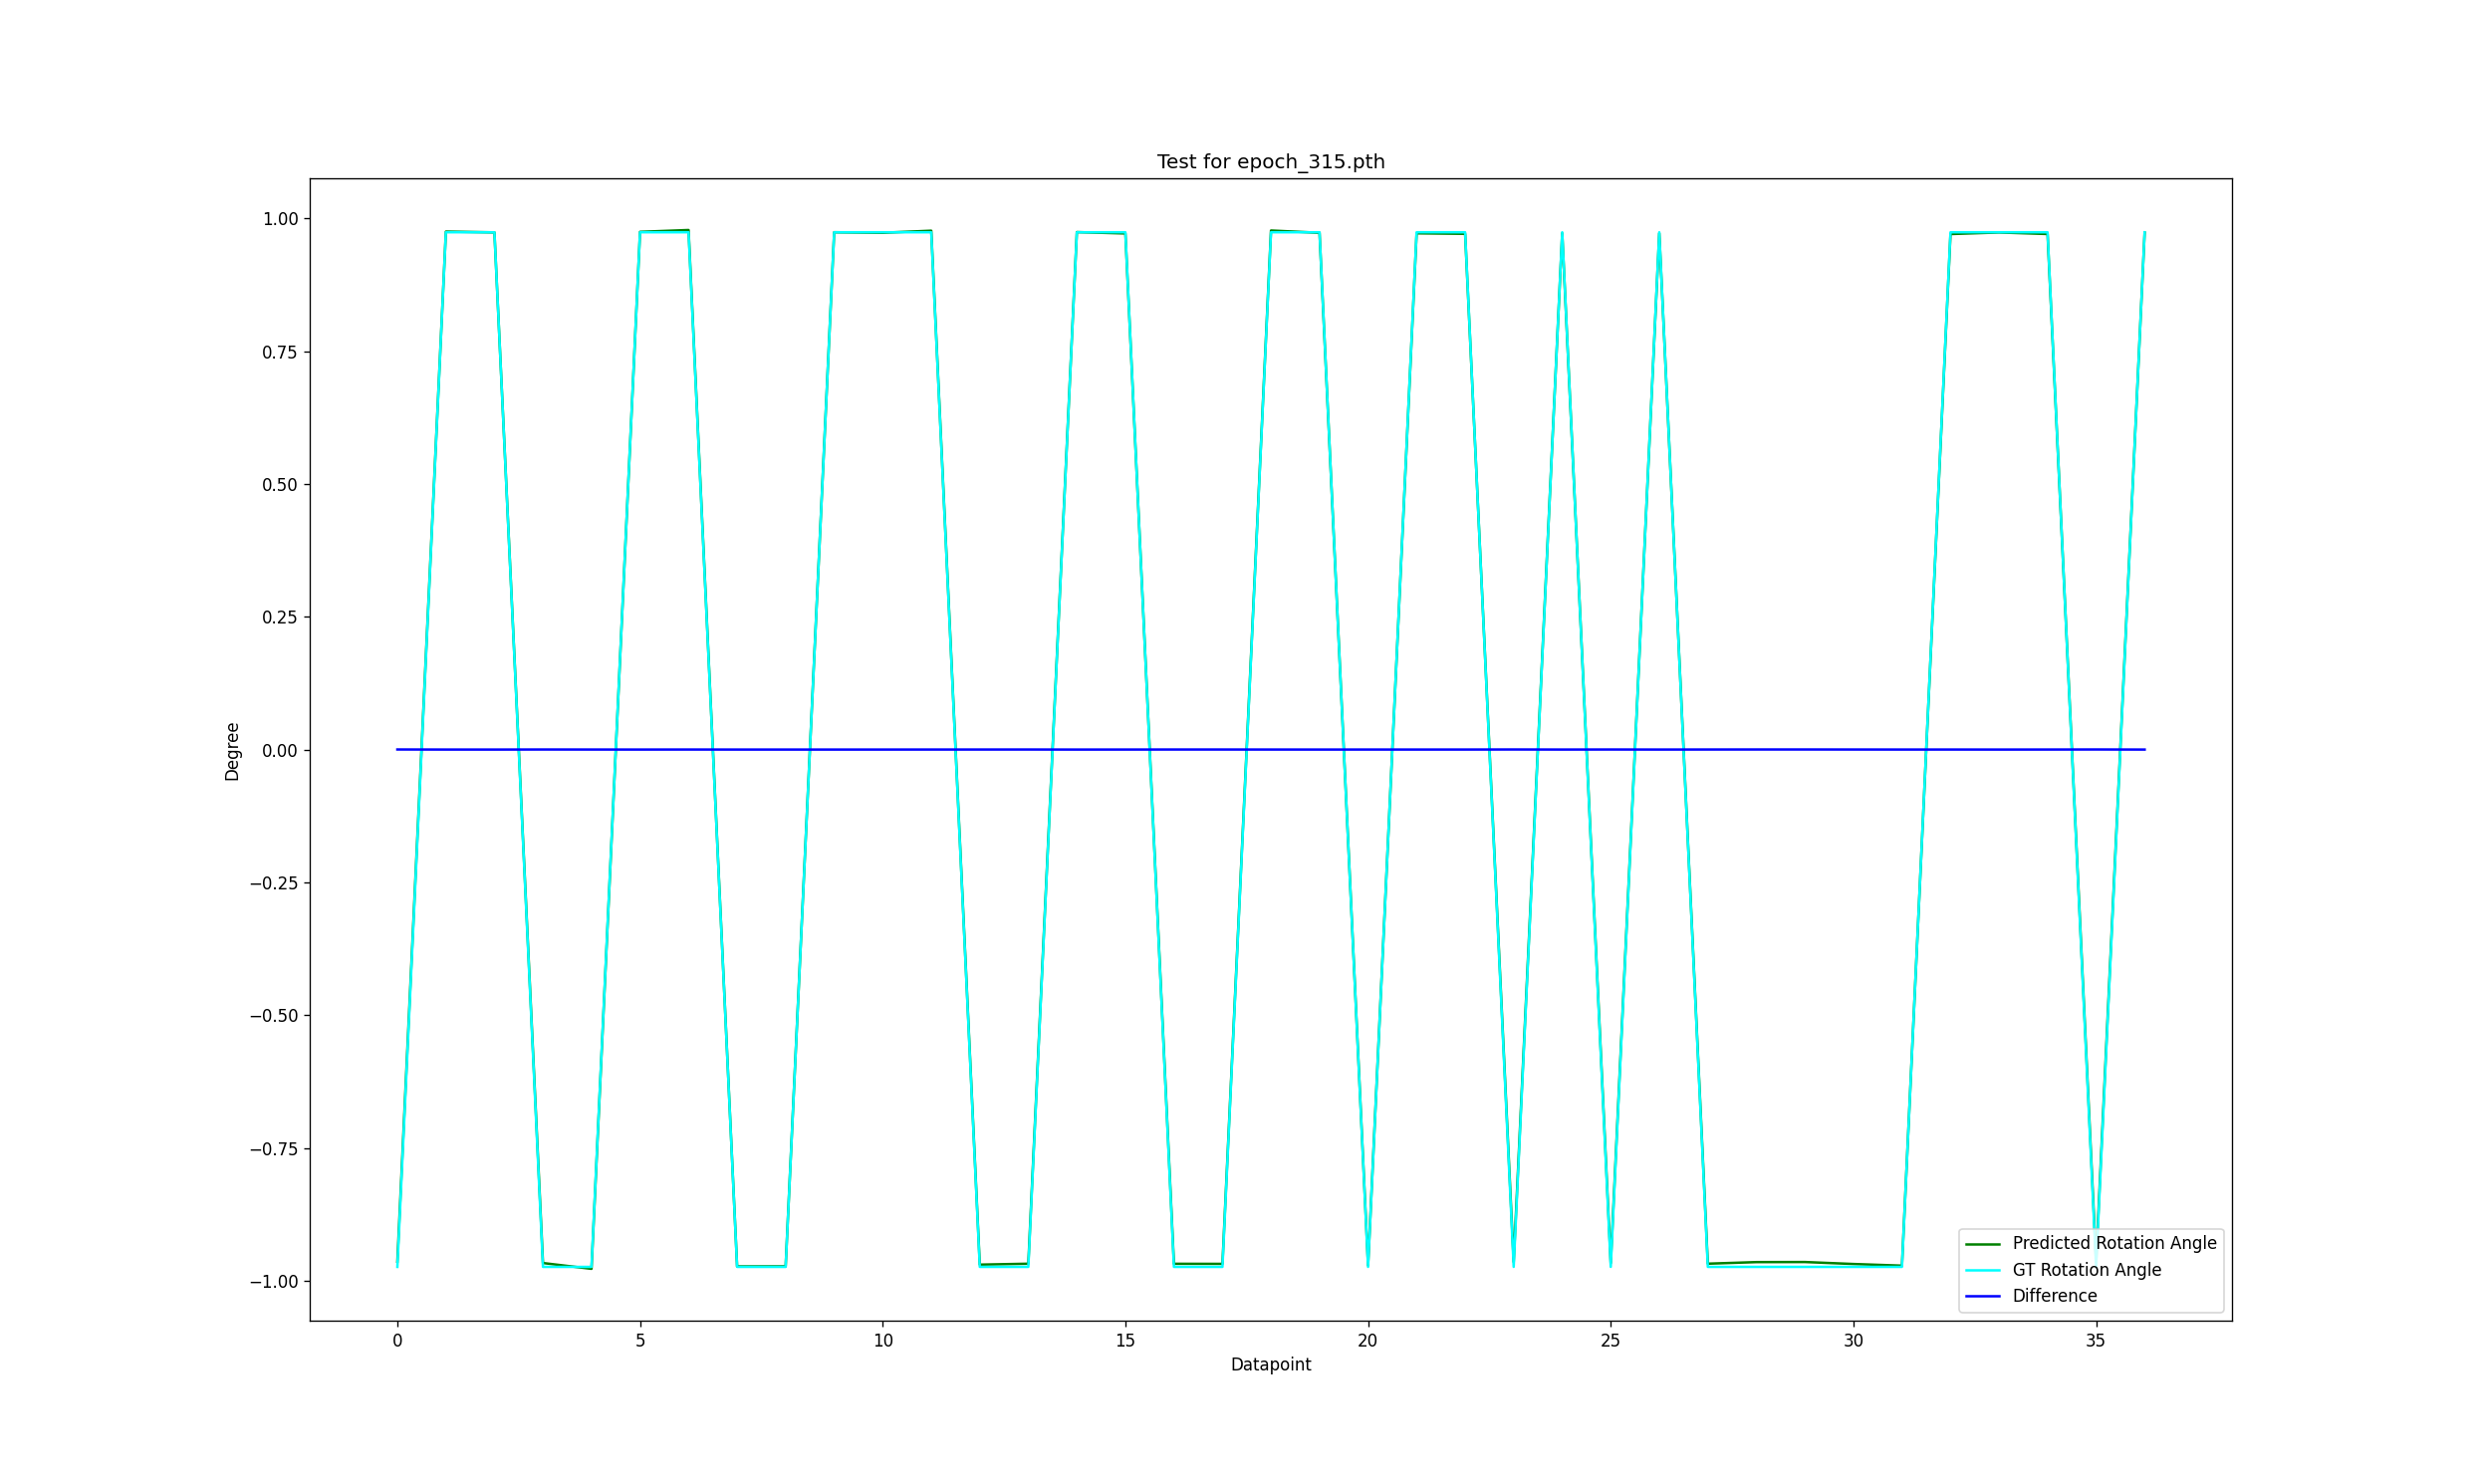 Test for epoch_315.pth
1.00
0.75
0.50
0.25
0.00
−0.25
−0.50
−0.75
−1.00
Degree
0 5 10 15 20 25 30 35
Datapoint
Predicted Rotation Angle
GT Rotation Angle
Difference